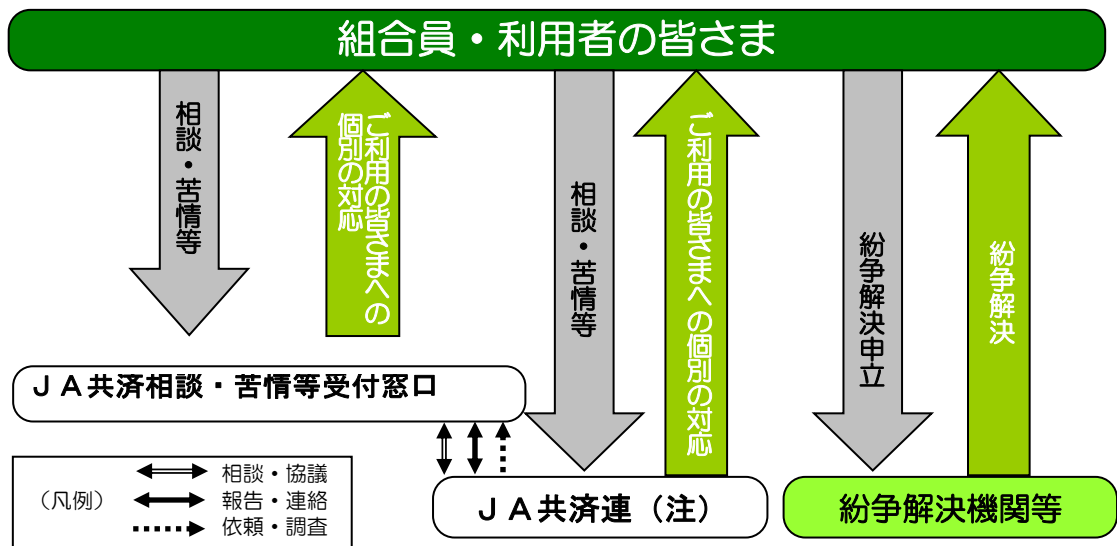 組合員・利用者の皆さま
相談・苦情等
ご利用の皆さまへの
個別の対応
相談・苦情等
ご利用の皆さまへの個別の対応
紛争解決申立
紛争解決
ＪＡ共済相談・苦情等受付窓口
ＪＡ共済連（注）
紛争解決機関等
（凡例）
相談・協議
報告・連絡
依頼・調査